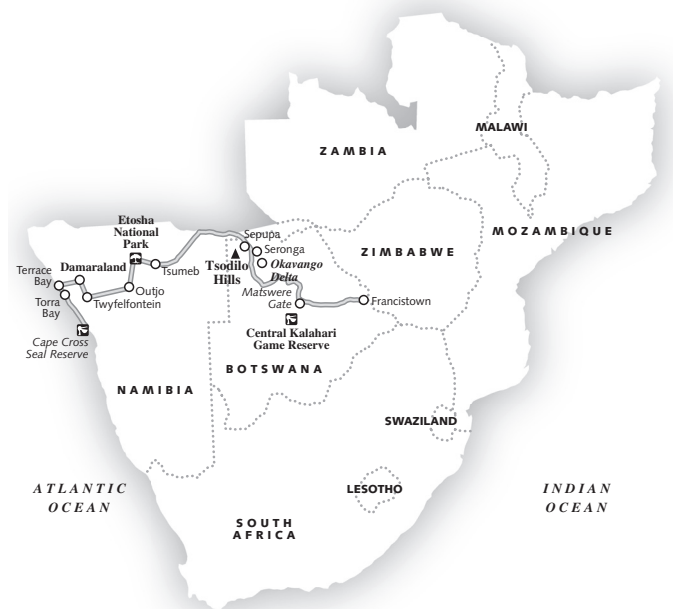 MALAWI
ZAMBIA
MOZAMBIQUE
Etosha
National
Park
Sepupa
Seronga
ZIMBABWE
Okavango
Delta
Tsodilo
Hills
Tsumeb
Terrace
Bay
Damaraland
Outjo
Matswere
Gate
Francistown
Torra
Bay
Twyfelfontein
Cape Cross
Seal Reserve
Central Kalahari
Game Reserve
BOTSWANA
NAMIBIA
SWAZILAND
LESOTHO
ATLANTIC
OCEAN
INDIAN
OCEAN
SOUTH
AFRICA